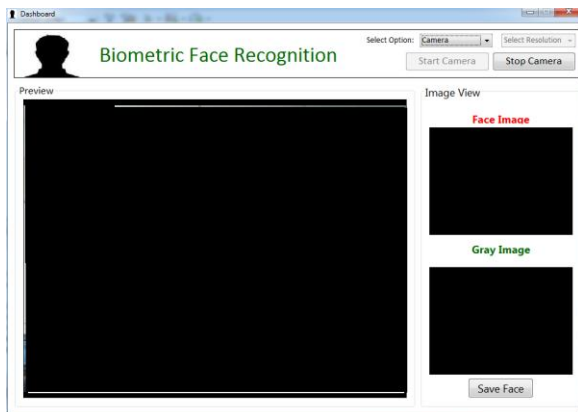 Dashboard
Biometric Face Recognition
Select Option: Camera Select Resolution
Start Camera Stop Camera
Preview
Image View
Face Image
Gray Image
Save Face